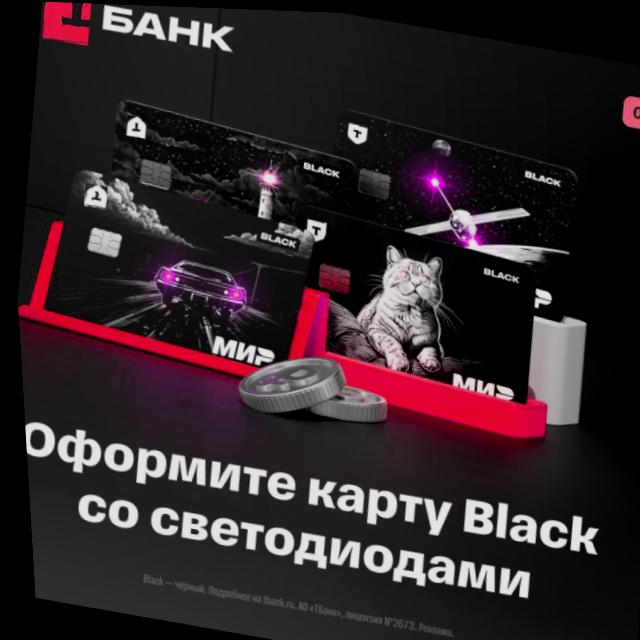 БАНК
BLACK
BLACK
BLACK
BLACK
МИР
МИР
Оформите карту Black
со светодиодами
Black — черный. Подробнее на tbank.ru. АО «ТБанк», лицензия №2673. Реклама.